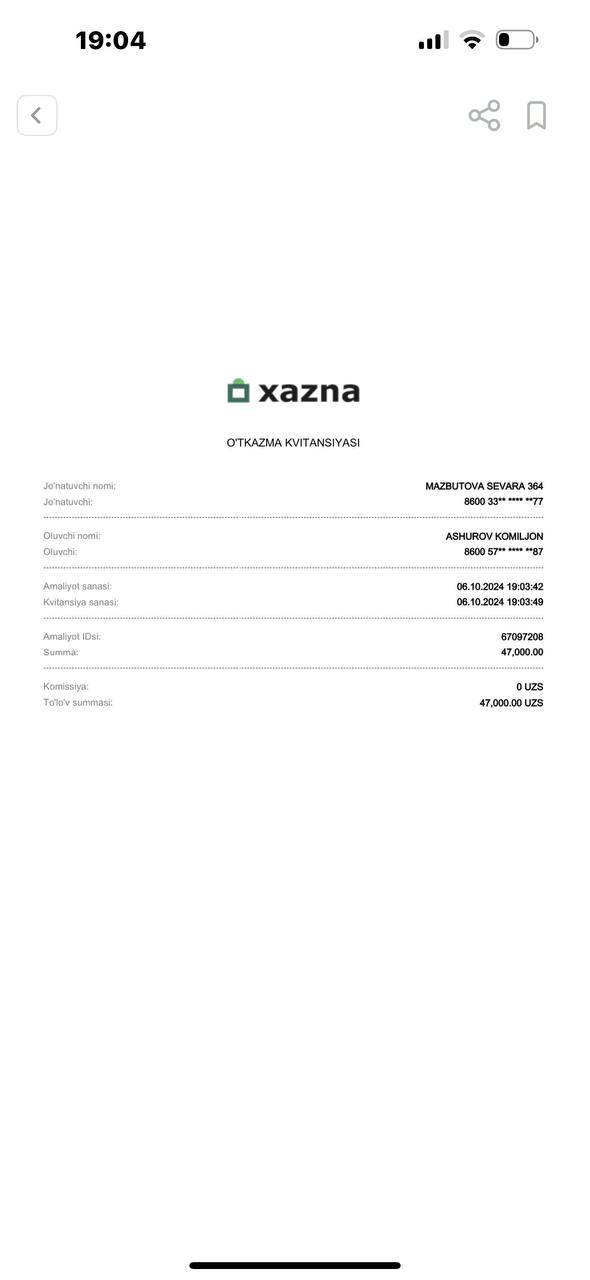 19:04
xazna
O'TKAZMA KVITANSIYASI
Jo'natuvchi nomi: MAZBUTOVA SEVARA 364
Jo'natuvchi: 8600 33** **** **77
Oluvchi nomi: ASHUROV KOMILJON
Oluvchi: 8600 57** **** **87
Amaliyot sanasi: 06.10.2024 19:03:42
Kvitansiya sanasi: 06.10.2024 19:03:49
Amaliyot IDsi: 67097208
Summa: 47,000.00
Komissiya: 0 UZS
To'lo'v summasi: 47,000.00 UZS